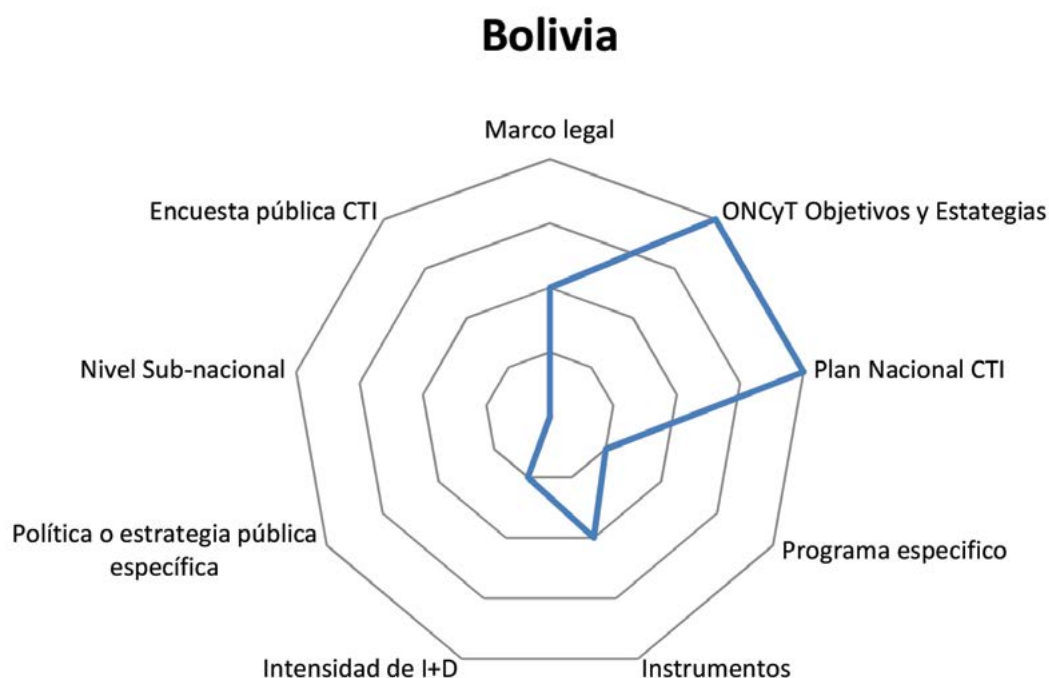 Bolivia
Marco legal
ONCyT Objetivos y Estategias
Plan Nacional CTI
Programa especifico
Instrumentos
Intensidad de I+D
Política o estrategia pública
específica
Nivel Sub-nacional
Encuesta pública CTI